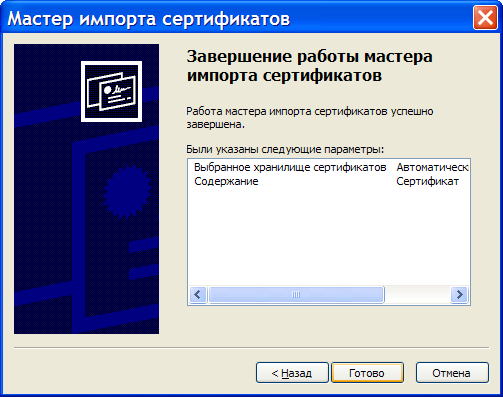 Мастер импорта сертификатов
Завершение работы мастера
импорта сертификатов
Работа мастера импорта сертификатов успешно
завершена.
Были указаны следующие параметры:
Выбранное хранилище сертификатов Автоматическ
Содержание Сертификат
< Назад Готово Отмена